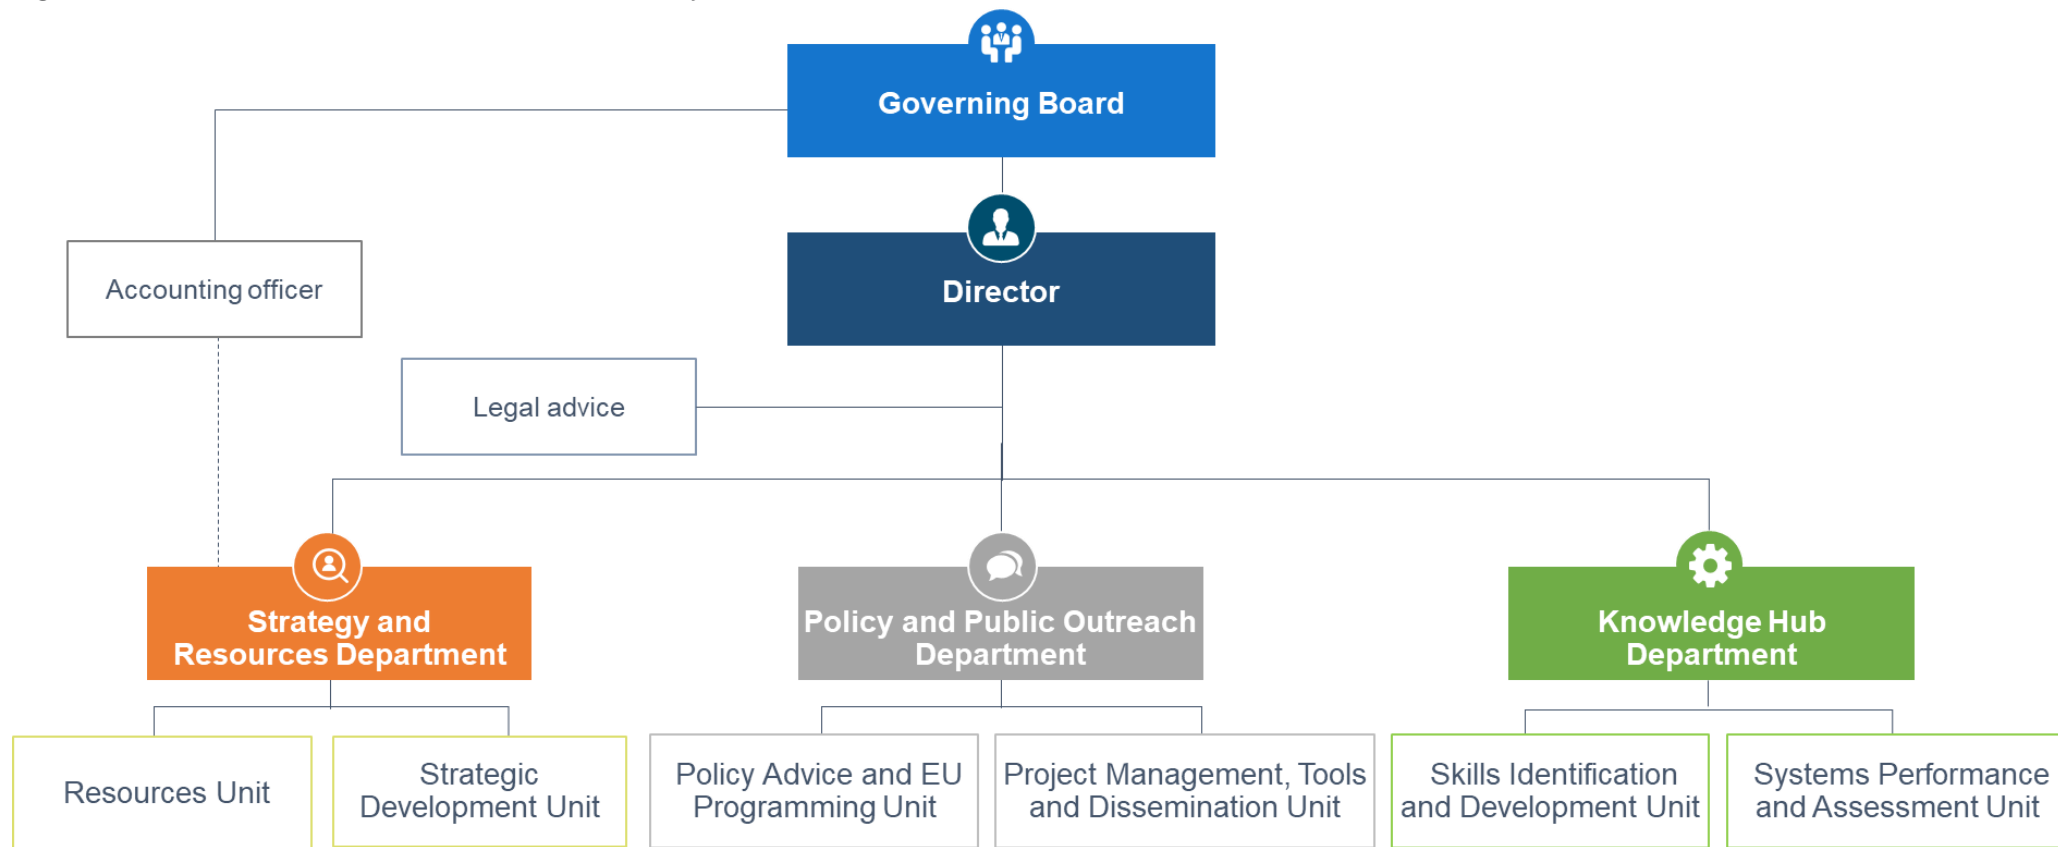 Governing Board
Director
Accounting officer
Legal advice
Strategy and
Resources Department
Policy and Public Outreach
Department
Knowledge Hub
Department
Resources Unit
Strategic
Development Unit
Policy Advice and EU
Programming Unit
Project Management, Tools
and Dissemination Unit
Skills Identification
and Development Unit
Systems Performance
and Assessment Unit